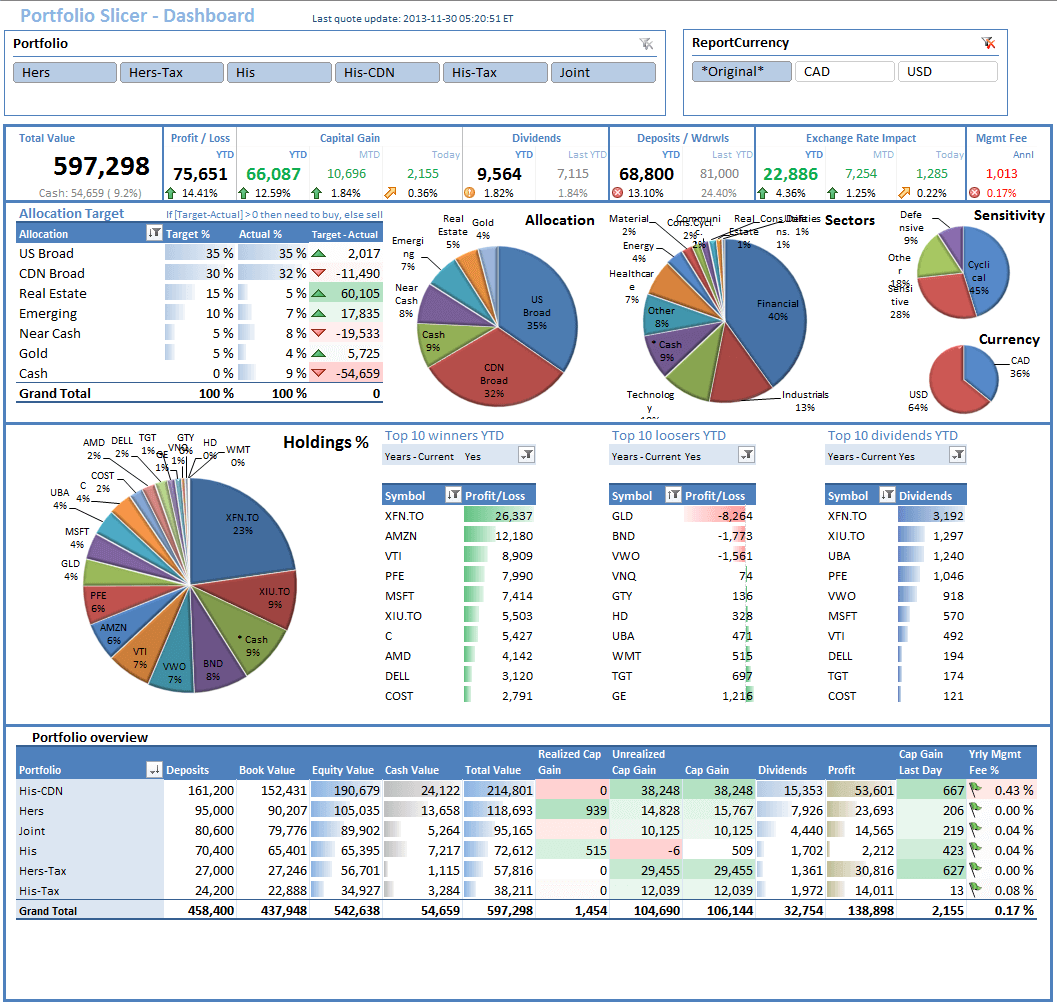 Portfolio Slicer - Dashboard Last quote update: 2013-11-30 05:20:51 ET
Portfolio
Hers Hers-Tax His His-CDN His-Tax Joint
ReportCurrency
*Original* CAD USD
Total Value Profit / Loss Capital Gain Dividends Deposits / Wdrwls Exchange Rate Impact Mgmt Fee
YTD YTD MTD Today YTD Last YTD YTD Last YTD YTD MTD Today Annl
597,298 75,651 66,087 10,696 2,155 9,564 7,115 68,800 81,000 22,886 7,254 1,285 1,013
Cash: 54,659 ( 9.2%) 14.41% 12.59% 1.84% 0.36% 1.82% 1.84% 13.10% 24.40% 4.36% 1.25% 0.22% 0.17%
Allocation Target If [Target-Actual] > 0 then need to buy, else sell
Allocation Target % Actual % Target - Actual
US Broad 35 % 35 % 2,017
CDN Broad 30 % 32 % -11,490
Real Estate 15 % 5 % 60,105
Emerging 10 % 7 % 17,835
Near Cash 5 % 8 % -19,533
Gold 5 % 4 % 5,725
Cash 0 % 9 % -54,659
Grand Total 100 % 100 % 0
Allocation
US
Broad
35%
CDN
Broad
32%
Cash
9%
Near
Cash
8%
Emergi
ng
7%
Real
Estate
5%
Gold
4%
Sectors
Financial
40%
Industrials
13%
Technolog
y
* Cash
9%
Other
8%
Healthcar
e
7%
Energy
4%
Material...
2%
Cons.Cycl.
2%
Communi
Real
Estate
1%
Cons.Defe
ns.
1%
Utilities
1%
Sensitivity
Cycli
cal
45%
Sensi
tive
28%
Othe
r
18%
Defe
nsive
9%
Currency
CAD
36%
USD
64%
Holdings %
XFN.TO
23%
XIU.TO
9%
* Cash
9%
BND
8%
VWO
7%
VTI
7%
AMZN
6%
PFE
6%
GLD
4%
MSFT
4%
UBA
4%
C
4%
COST
2%
AMD
2%
DELL
2%
TGT
1%
GE
1%
VNQ
1%
GTY
0%
HD
0%
WMT
0%
Top 10 winners YTD
Years - Current Yes
Symbol Profit/Loss
XFN.TO 26,337
AMZN 12,180
VTI 8,909
PFE 7,990
MSFT 7,414
XIU.TO 5,503
C 5,427
AMD 4,142
DELL 3,120
COST 2,791
Top 10 loosers YTD
Years - Current Yes
Symbol Profit/Loss
GLD -8,264
BND -1,773
VWO -1,561
VNQ 74
GTY 136
HD 328
UBA 471
WMT 515
TGT 697
GE 1,216
Top 10 dividends YTD
Years - Current Yes
Symbol Dividends
XFN.TO 3,192
XIU.TO 1,297
UBA 1,240
PFE 1,046
VWO 918
MSFT 570
VTI 492
DELL 194
TGT 174
COST 121
Portfolio overview
Realized Cap Unrealized Cap Gain Yrly Mgmt
Portfolio Deposits Book Value Equity Value Cash Value Total Value Gain Cap Gain Cap Gain Dividends Profit Last Day Fee %
His-CDN 161,200 152,431 190,679 24,122 214,801 0 38,248 38,248 15,353 53,601 667 0.43 %
Hers 95,000 90,207 105,035 13,658 118,693 939 14,828 15,767 7,926 23,693 206 0.00 %
Joint 80,600 79,776 89,902 5,264 95,165 0 10,125 10,125 4,440 14,565 219 0.04 %
His 70,400 65,401 65,395 7,217 72,612 515 -6 509 1,702 2,212 423 0.04 %
Hers-Tax 27,000 27,246 56,701 1,115 57,816 0 29,455 29,455 1,361 30,816 627 0.00 %
His-Tax 24,200 22,888 34,927 3,284 38,211 0 12,039 12,039 1,972 14,011 13 0.08 %
Grand Total 458,400 437,948 542,638 54,659 597,298 1,454 104,690 106,144 32,754 138,898 2,155 0.17 %